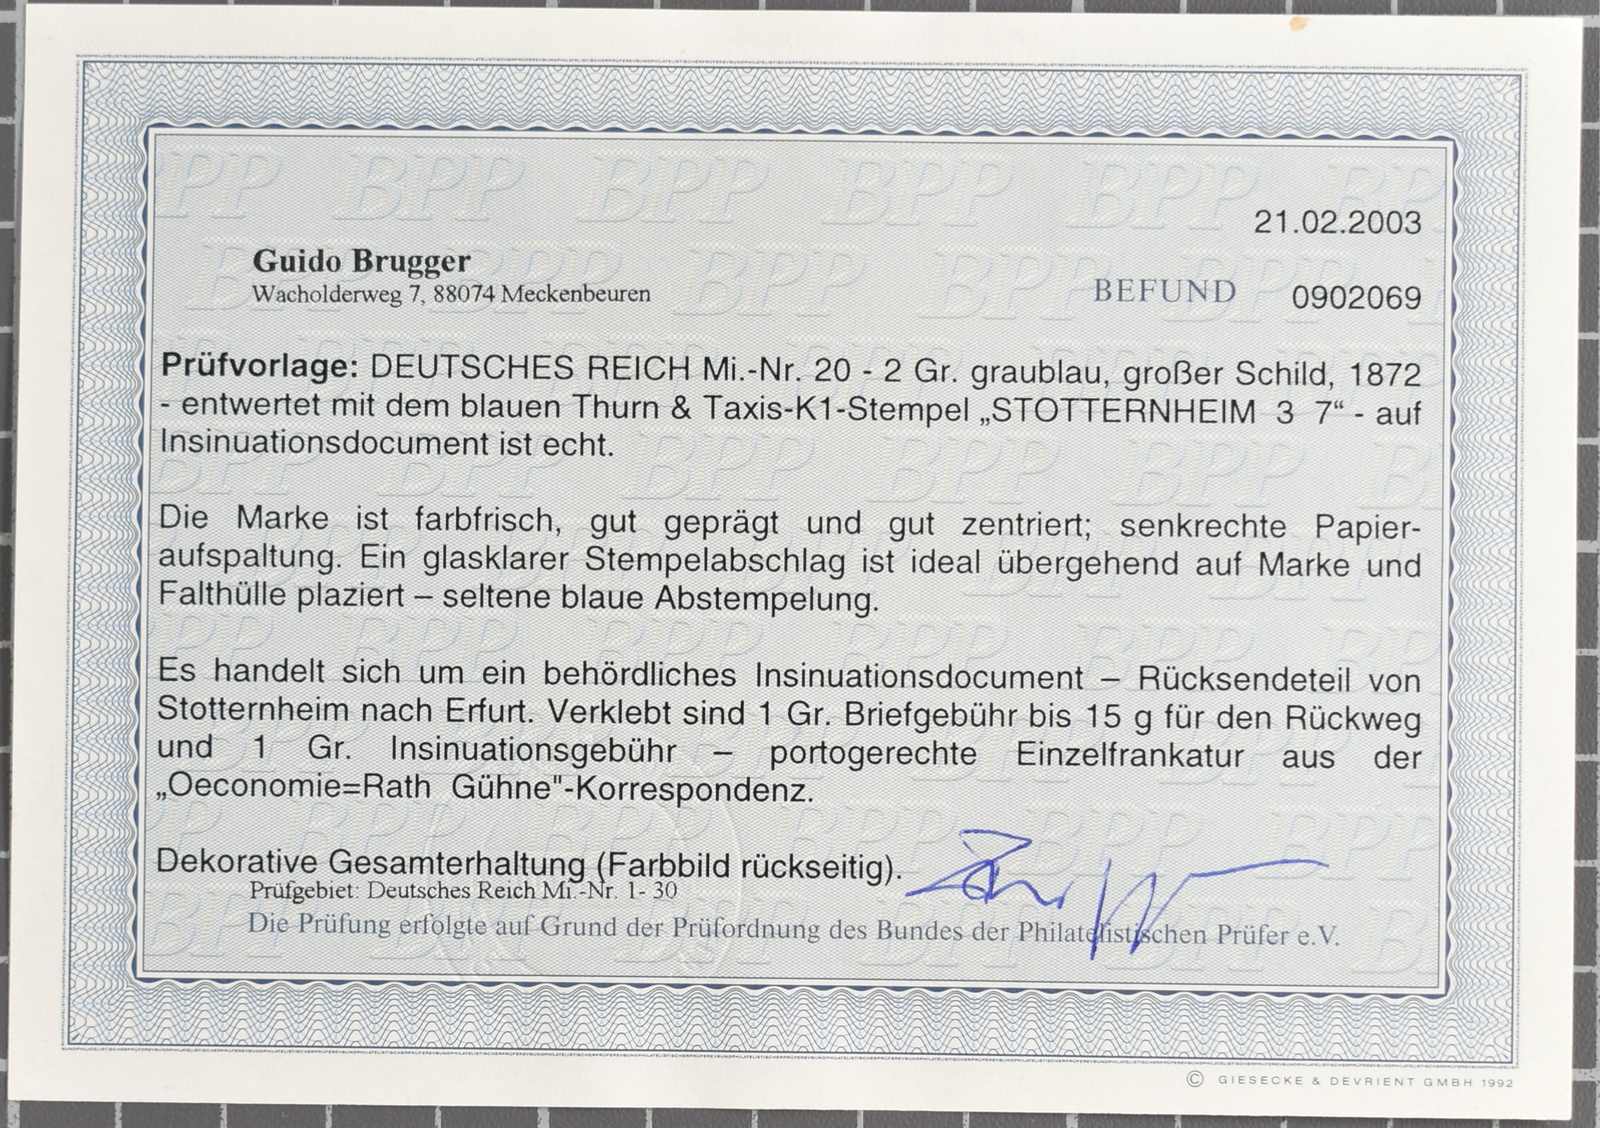 21.02.2003
Guido Brugger
Wacholderweg 7, 88074 Meckenbeuren
BEFUND 0902069
Prüfvorlage: DEUTSCHES REICH Mi.-Nr. 20 - 2 Gr. graublau, großer Schild, 1872
- entwertet mit dem blauen Thurn & Taxis-K1-Stempel „STOTTERNHEIM 3 7“ - auf
Insinuationsdocument ist echt.
Die Marke ist farbfrisch, gut geprägt und gut zentriert; senkrechte Papier-
aufspaltung. Ein glasklarer Stempelabschlag ist ideal übergehend auf Marke und
Falthülle plaziert – seltene blaue Abstempelung.
Es handelt sich um ein behördliches Insinuationsdocument – Rücksendeteil von
Stotternheim nach Erfurt. Verklebt sind 1 Gr. Briefgebühr bis 15 g für den Rückweg
und 1 Gr. Insinuationsgebühr – portogerechte Einzelfrankatur aus der
„Oeconomie=Rath Gühne"-Korrespondenz.
Dekorative Gesamterhaltung (Farbbild rückseitig).
Prüfgebiet: Deutsches Reich Mi.-Nr. 1- 30
Die Prüfung erfolgte auf Grund der Prüfordnung des Bundes der Philatelistischen Prüfer e.V.
© GIESECKE & DEVRIENT GMBH 1992